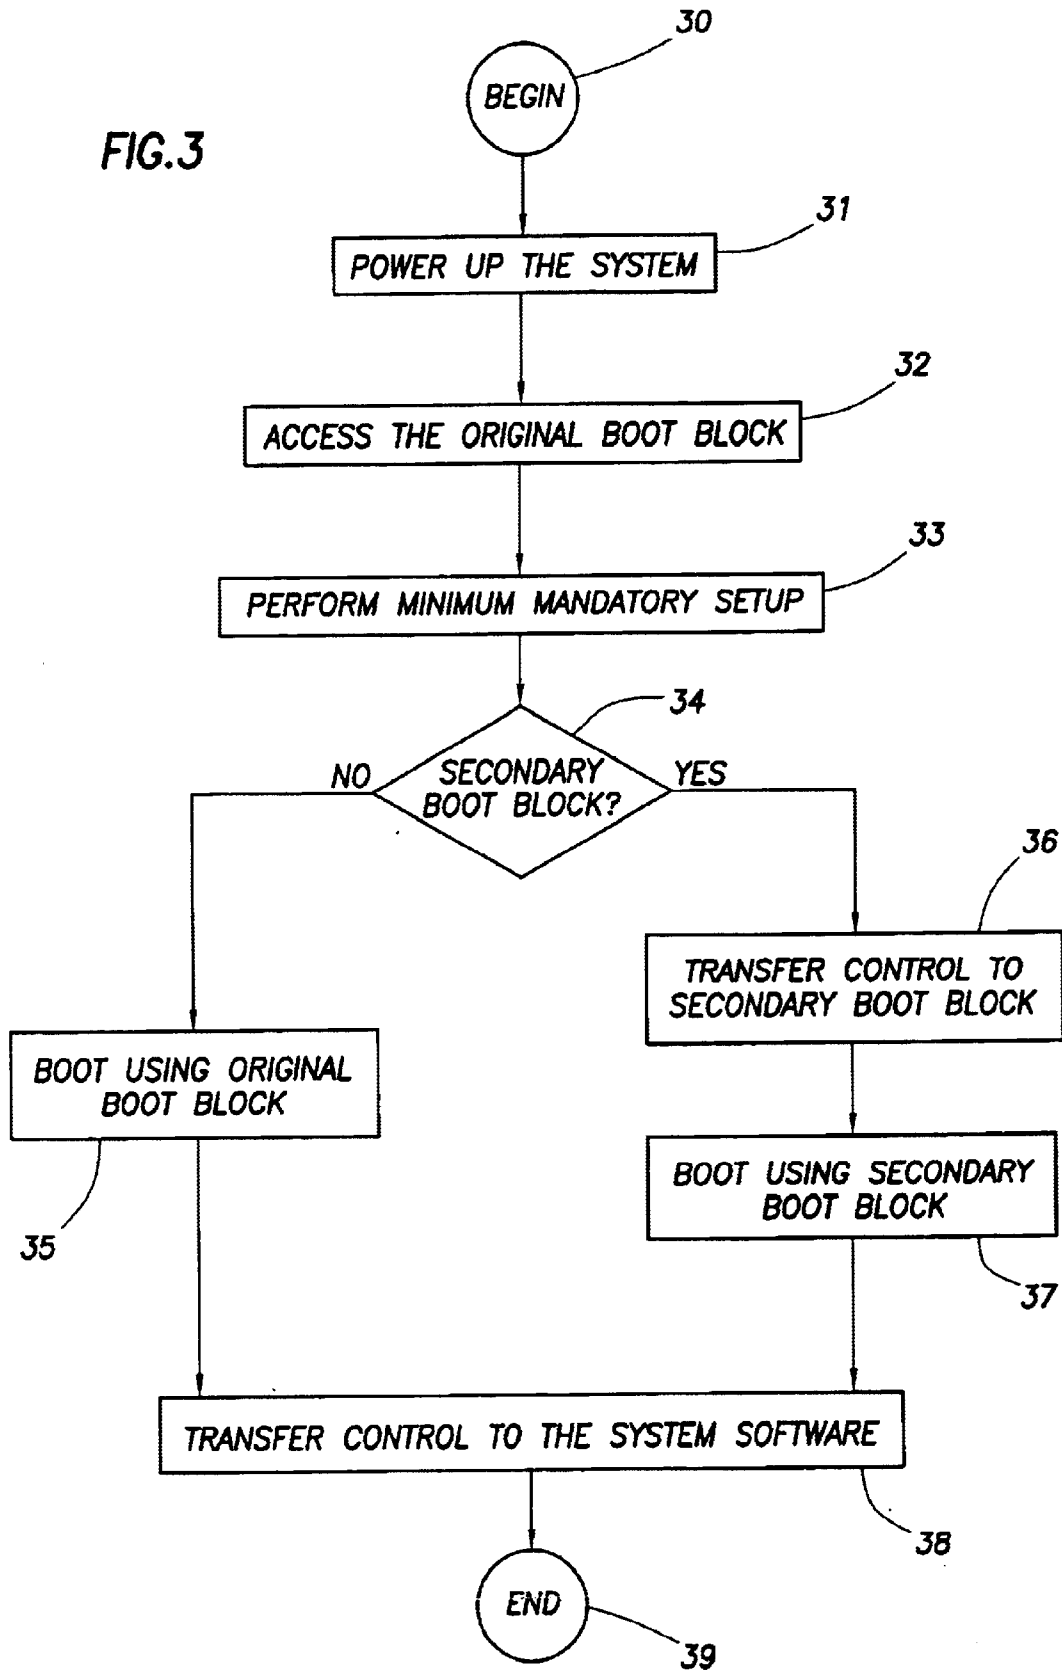 30
BEGIN
FIG.3
31
POWER UP THE SYSTEM
32
ACCESS THE ORIGINAL BOOT BLOCK
33
PERFORM MINIMUM MANDATORY SETUP
34
NO
SECONDARY
BOOT BLOCK?
YES
36
TRANSFER CONTROL TO
SECONDARY BOOT BLOCK
BOOT USING ORIGINAL
BOOT BLOCK
35
BOOT USING SECONDARY
BOOT BLOCK
37
TRANSFER CONTROL TO THE SYSTEM SOFTWARE
38
END
39